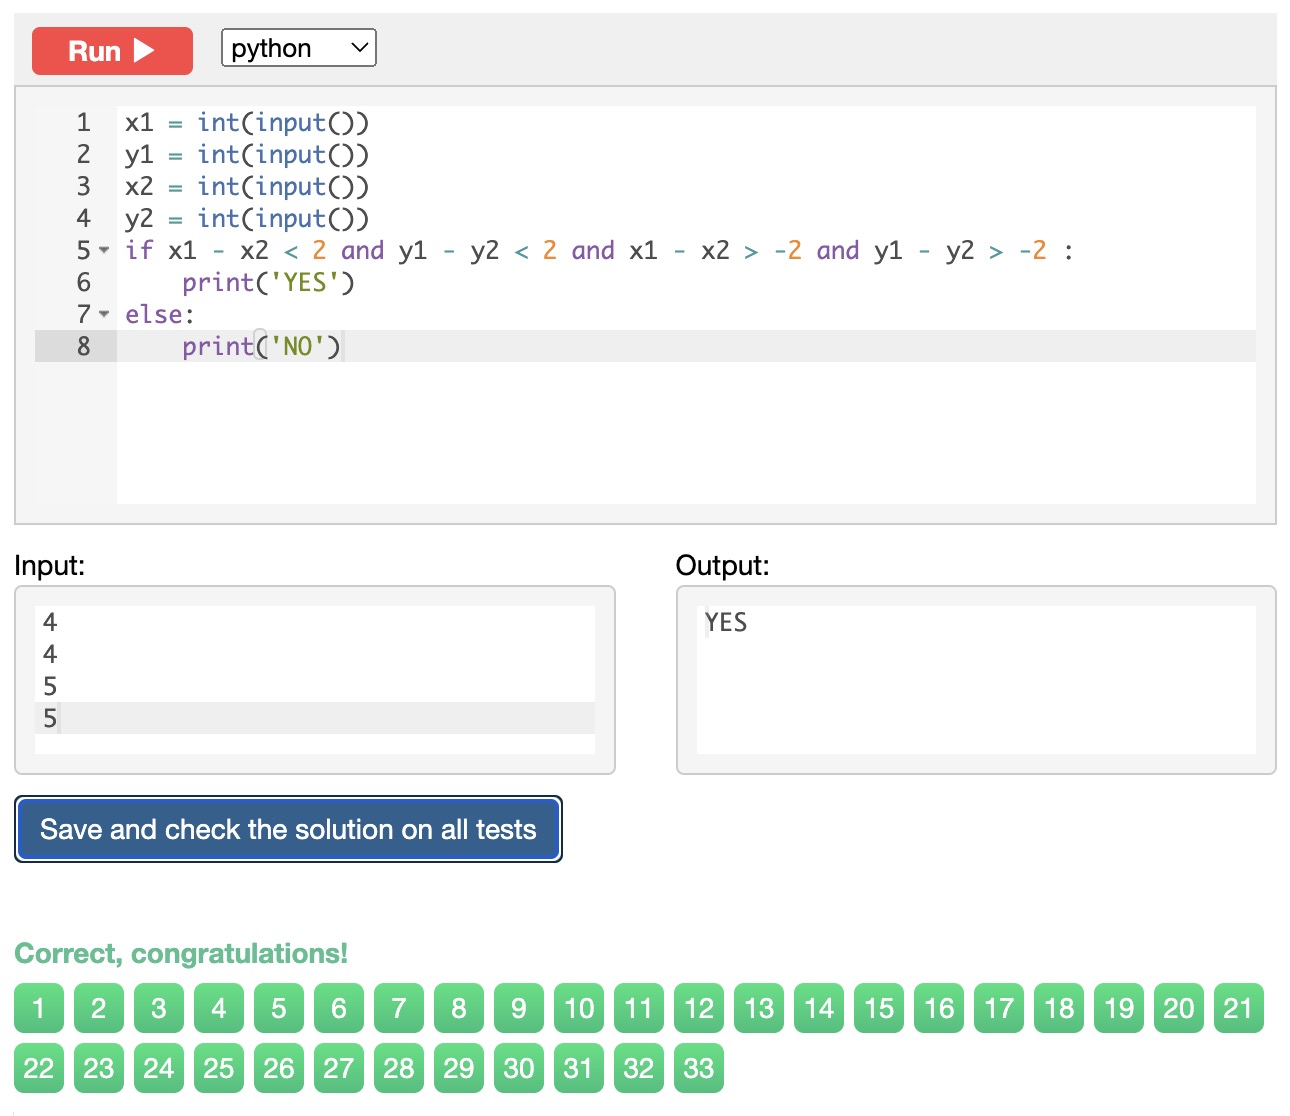 Run
python
1 x1 = int(input())
2 y1 = int(input())
3 x2 = int(input())
4 y2 = int(input())
5 if x1 - x2 < 2 and y1 - y2 < 2 and x1 - x2 > -2 and y1 - y2 > -2 :
6     print('YES')
7 else:
8     print('NO')
Input:
4
4
5
5
Output:
YES
Save and check the solution on all tests
Correct, congratulations!
1 2 3 4 5 6 7 8 9 10 11 12 13 14 15 16 17 18 19 20 21
22 23 24 25 26 27 28 29 30 31 32 33